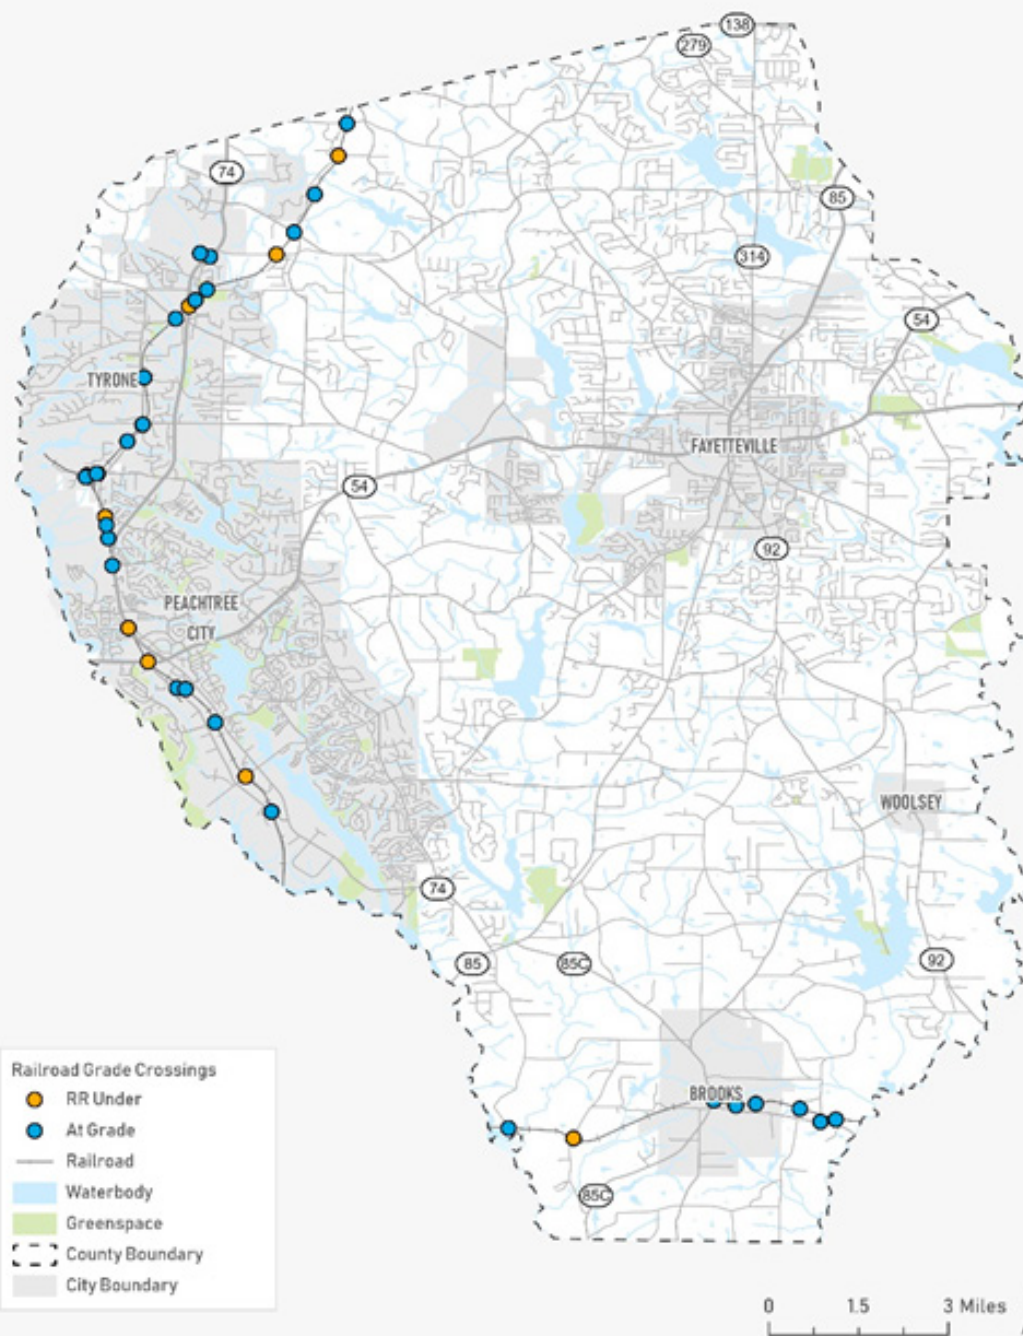 138
279
74
85
314
54
TYRONE
FAYETTEVILLE
54
92
PEACHTREE
CITY
WOOLSEY
74
85
85C
92
BROOKS
85C
Railroad Grade Crossings
RR Under
At Grade
Railroad
Waterbody
Greenspace
County Boundary
City Boundary
0 1.5 3 Miles